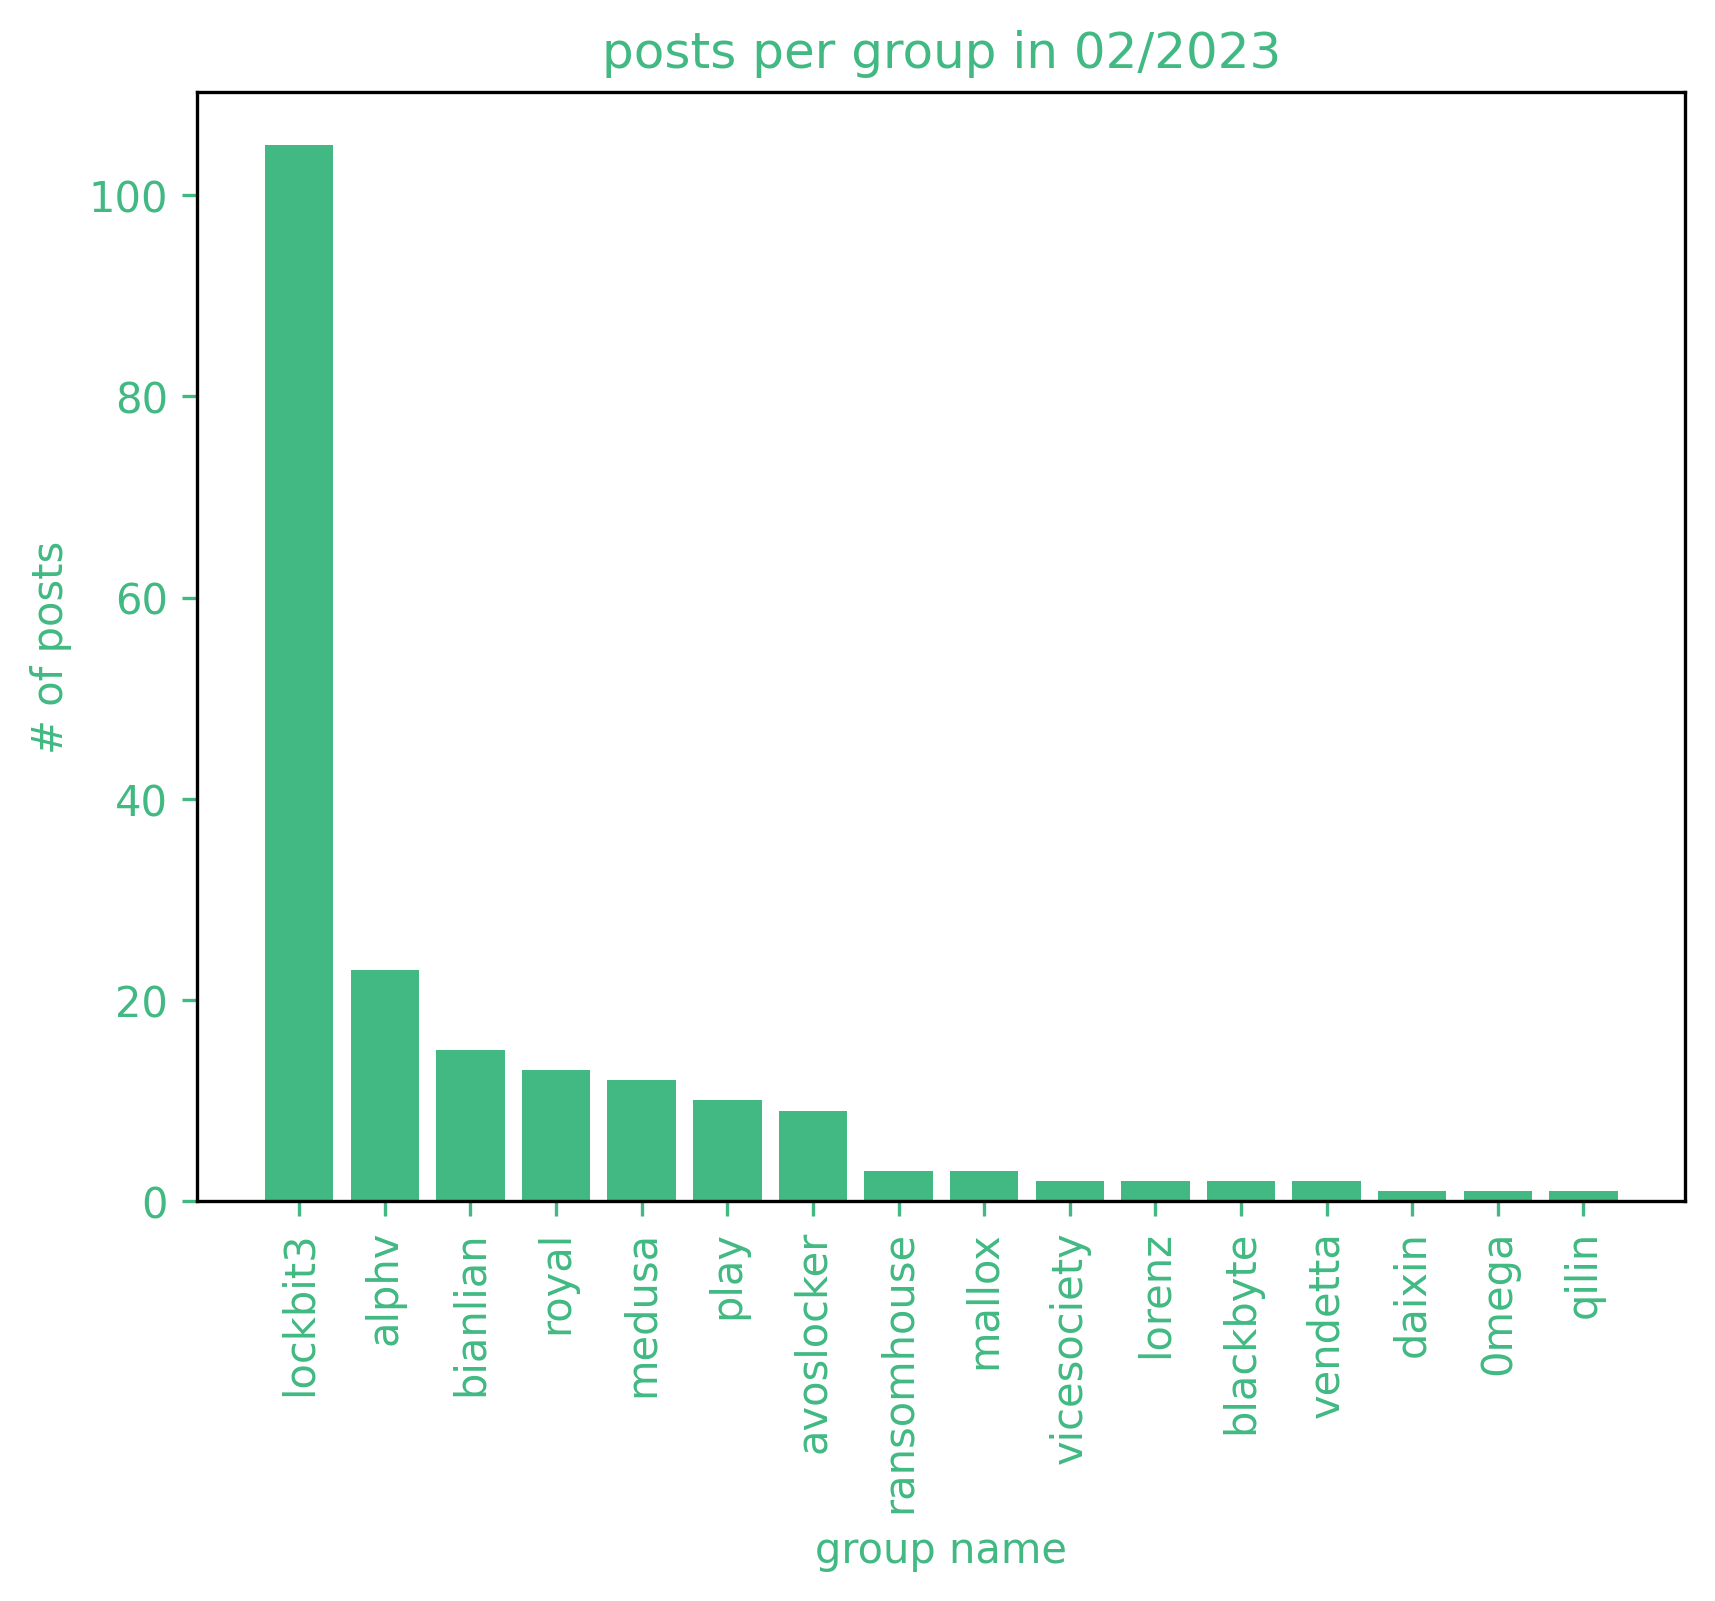 posts per group in 02/2023
# of posts
100
80
60
40
20
0
lockbit3
alphv
bianlian
royal
medusa
play
avoslocker
ransomhouse
mallox
vicesociety
lorenz
blackbyte
vendetta
daixin
0mega
qilin
group name